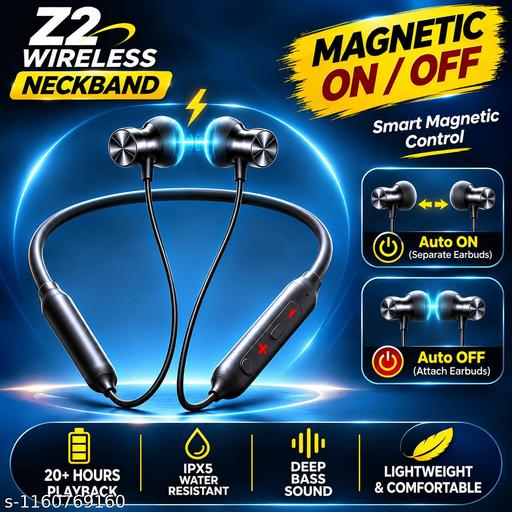 Z2
WIRELESS
NECKBAND
MAGNETIC
ON / OFF
Smart Magnetic
Control
Auto ON
(Separate Earbuds)
Auto OFF
(Attach Earbuds)
20+ HOURS
PLAYBACK
IPX5
WATER
RESISTANT
DEEP
BASS
SOUND
LIGHTWEIGHT
& COMFORTABLE
s-1160769160